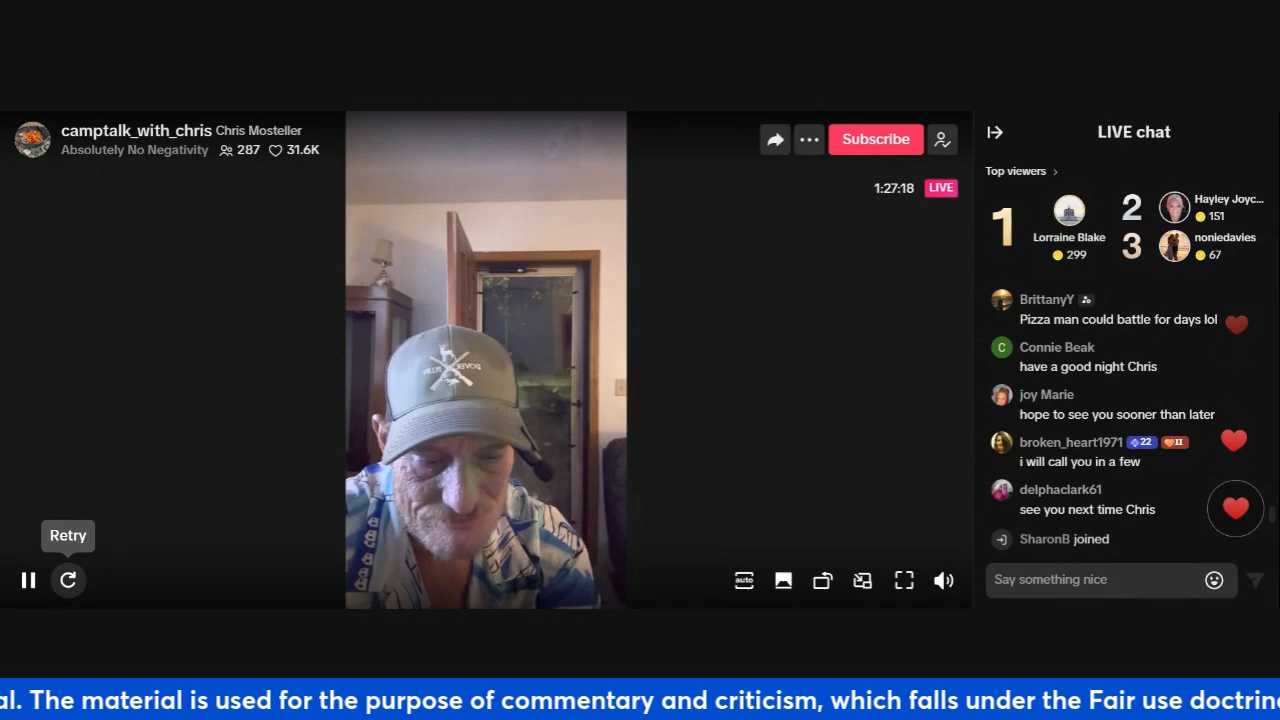 camptalk_with_chris Chris Mosteller
Absolutely No Negativity 287 31.6K
Subscribe
1:27:18 LIVE
LIVE chat
Top viewers
1
Lorraine Blake
299
2
Hayley Joyc...
151
3
noniedavies
67
BrittanyY
Pizza man could battle for days lol
C
Connie Beak
have a good night Chris
joy Marie
hope to see you sooner than later
broken_heart1971 22 II
i will call you in a few
delphaclark61
see you next time Chris
SharonB joined
Say something nice
Retry
auto
al. The material is used for the purpose of commentary and criticism, which falls under the Fair use doctrin